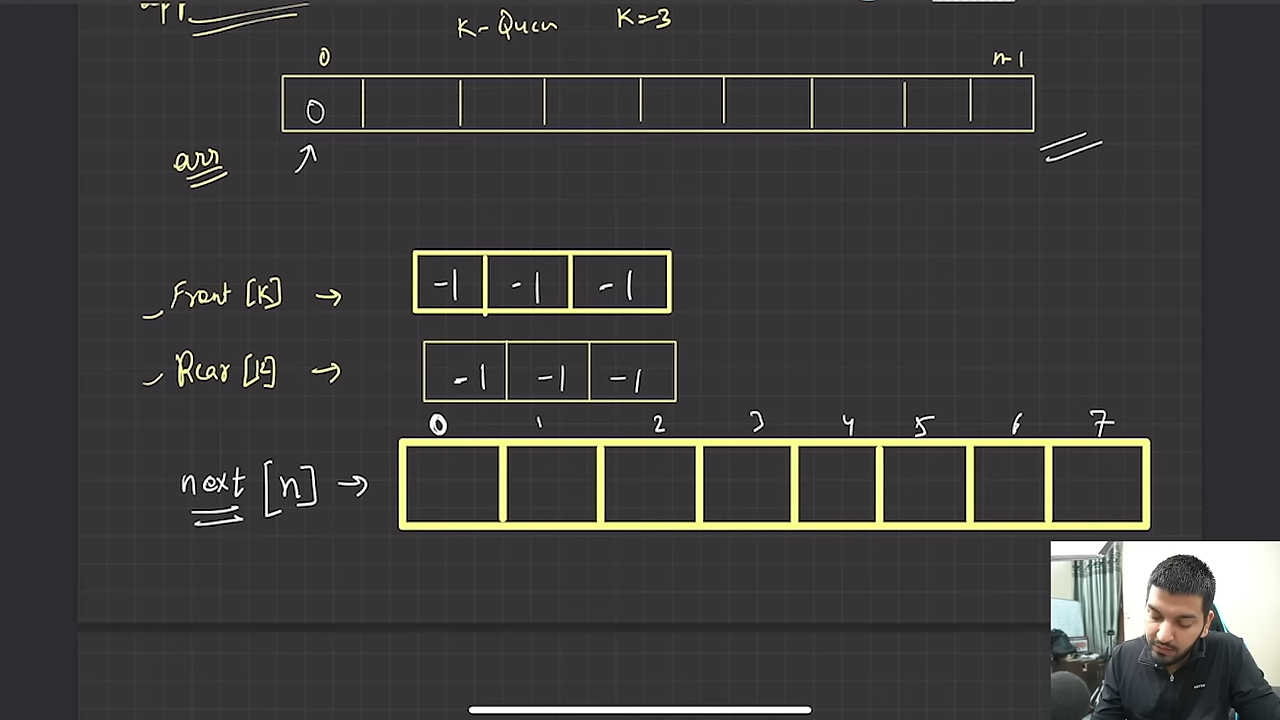 K- Queue K=3
0 n-1
0
arr
Front [K] → -1 -1 -1
Rear [K] → -1 -1 -1
0 1 2 3 4 5 6 7
next [n] →